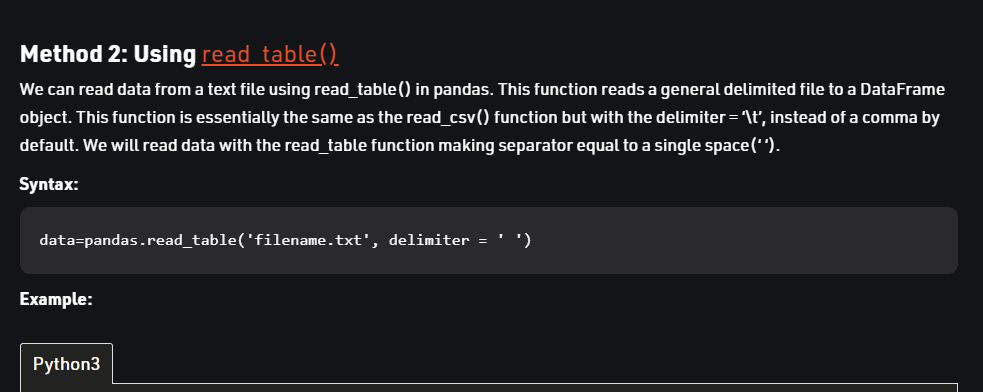 Method 2: Using read_table()
We can read data from a text file using read_table() in pandas. This function reads a general delimited file to a DataFrame
object. This function is essentially the same as the read_csv() function but with the delimiter = ‘\t’, instead of a comma by
default. We will read data with the read_table function making separator equal to a single space(‘ ‘).
Syntax:
data=pandas.read_table('filename.txt', delimiter = ' ')
Example:
Python3